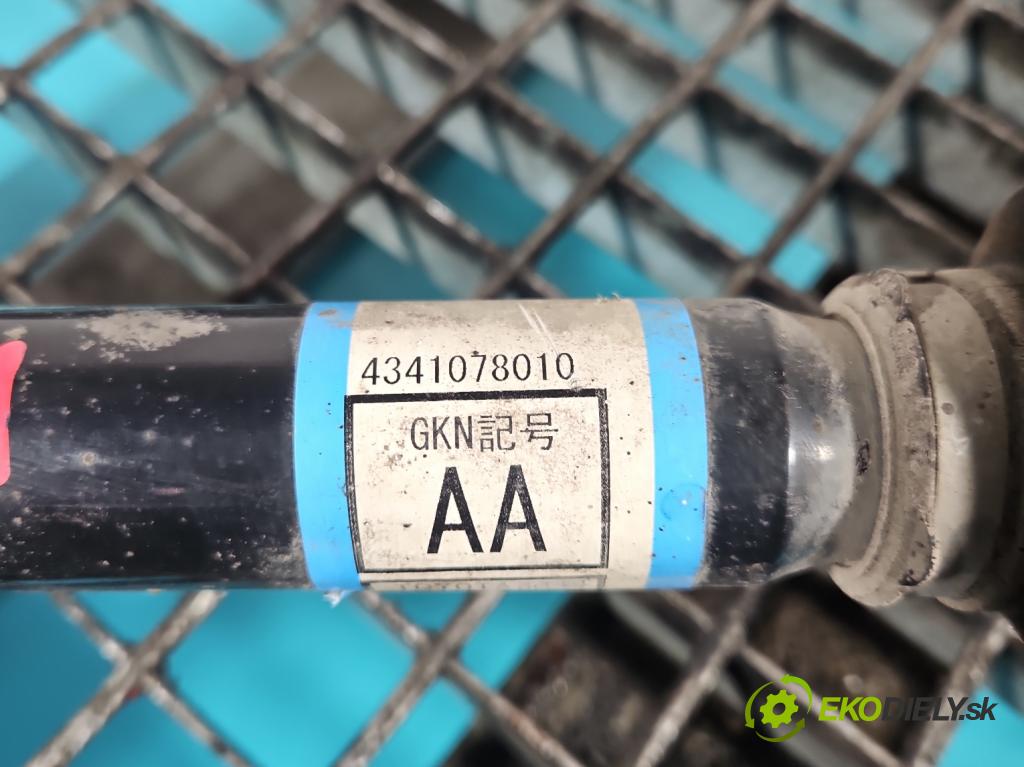 4341078010
GKN記号
AA
EKODIELY.sk